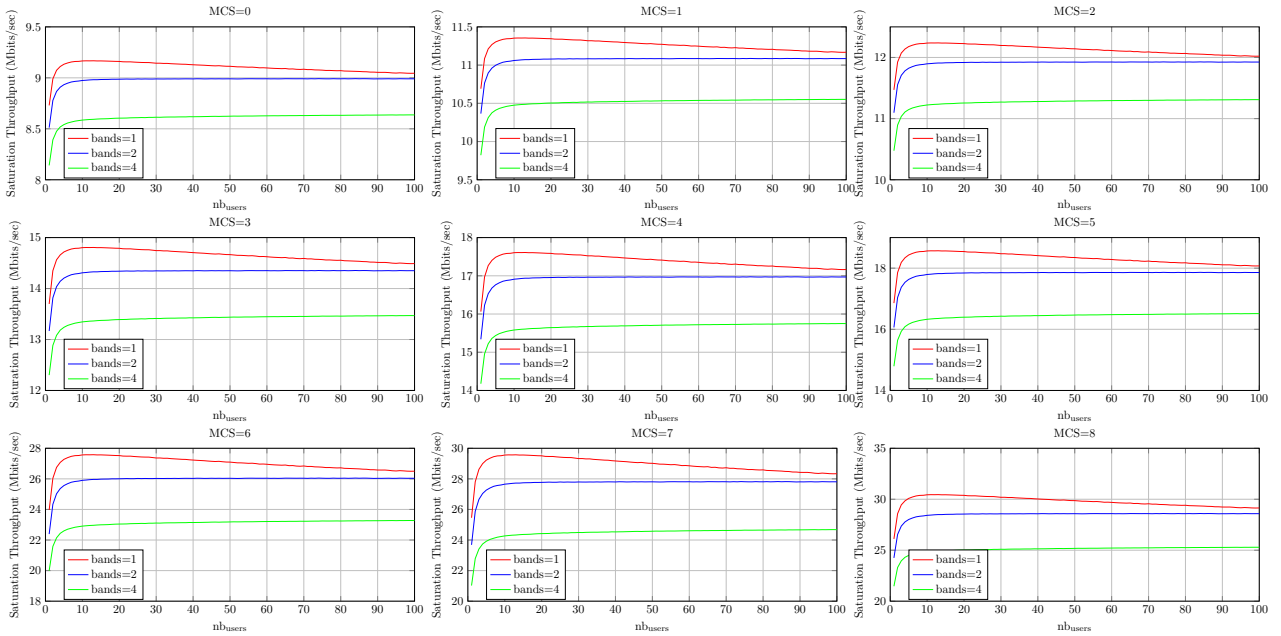 MCS=0
Saturation Throughput (Mbits/sec)
9.5
9
8.5
8
bands=1
bands=2
bands=4
0 10 20 30 40 50 60 70 80 90 100
nb_users
MCS=1
Saturation Throughput (Mbits/sec)
11.5
11
10.5
10
9.5
bands=1
bands=2
bands=4
0 10 20 30 40 50 60 70 80 90 100
nb_users
MCS=2
Saturation Throughput (Mbits/sec)
12
11
10
bands=1
bands=2
bands=4
0 10 20 30 40 50 60 70 80 90 100
nb_users
MCS=3
Saturation Throughput (Mbits/sec)
15
14
13
12
bands=1
bands=2
bands=4
0 10 20 30 40 50 60 70 80 90 100
nb_users
MCS=4
Saturation Throughput (Mbits/sec)
18
17
16
15
14
bands=1
bands=2
bands=4
0 10 20 30 40 50 60 70 80 90 100
nb_users
MCS=5
Saturation Throughput (Mbits/sec)
18
16
14
bands=1
bands=2
bands=4
0 10 20 30 40 50 60 70 80 90 100
nb_users
MCS=6
Saturation Throughput (Mbits/sec)
28
26
24
22
20
18
bands=1
bands=2
bands=4
0 10 20 30 40 50 60 70 80 90 100
nb_users
MCS=7
Saturation Throughput (Mbits/sec)
30
28
26
24
22
20
bands=1
bands=2
bands=4
0 10 20 30 40 50 60 70 80 90 100
nb_users
MCS=8
Saturation Throughput (Mbits/sec)
35
30
25
20
bands=1
bands=2
bands=4
0 10 20 30 40 50 60 70 80 90 100
nb_users